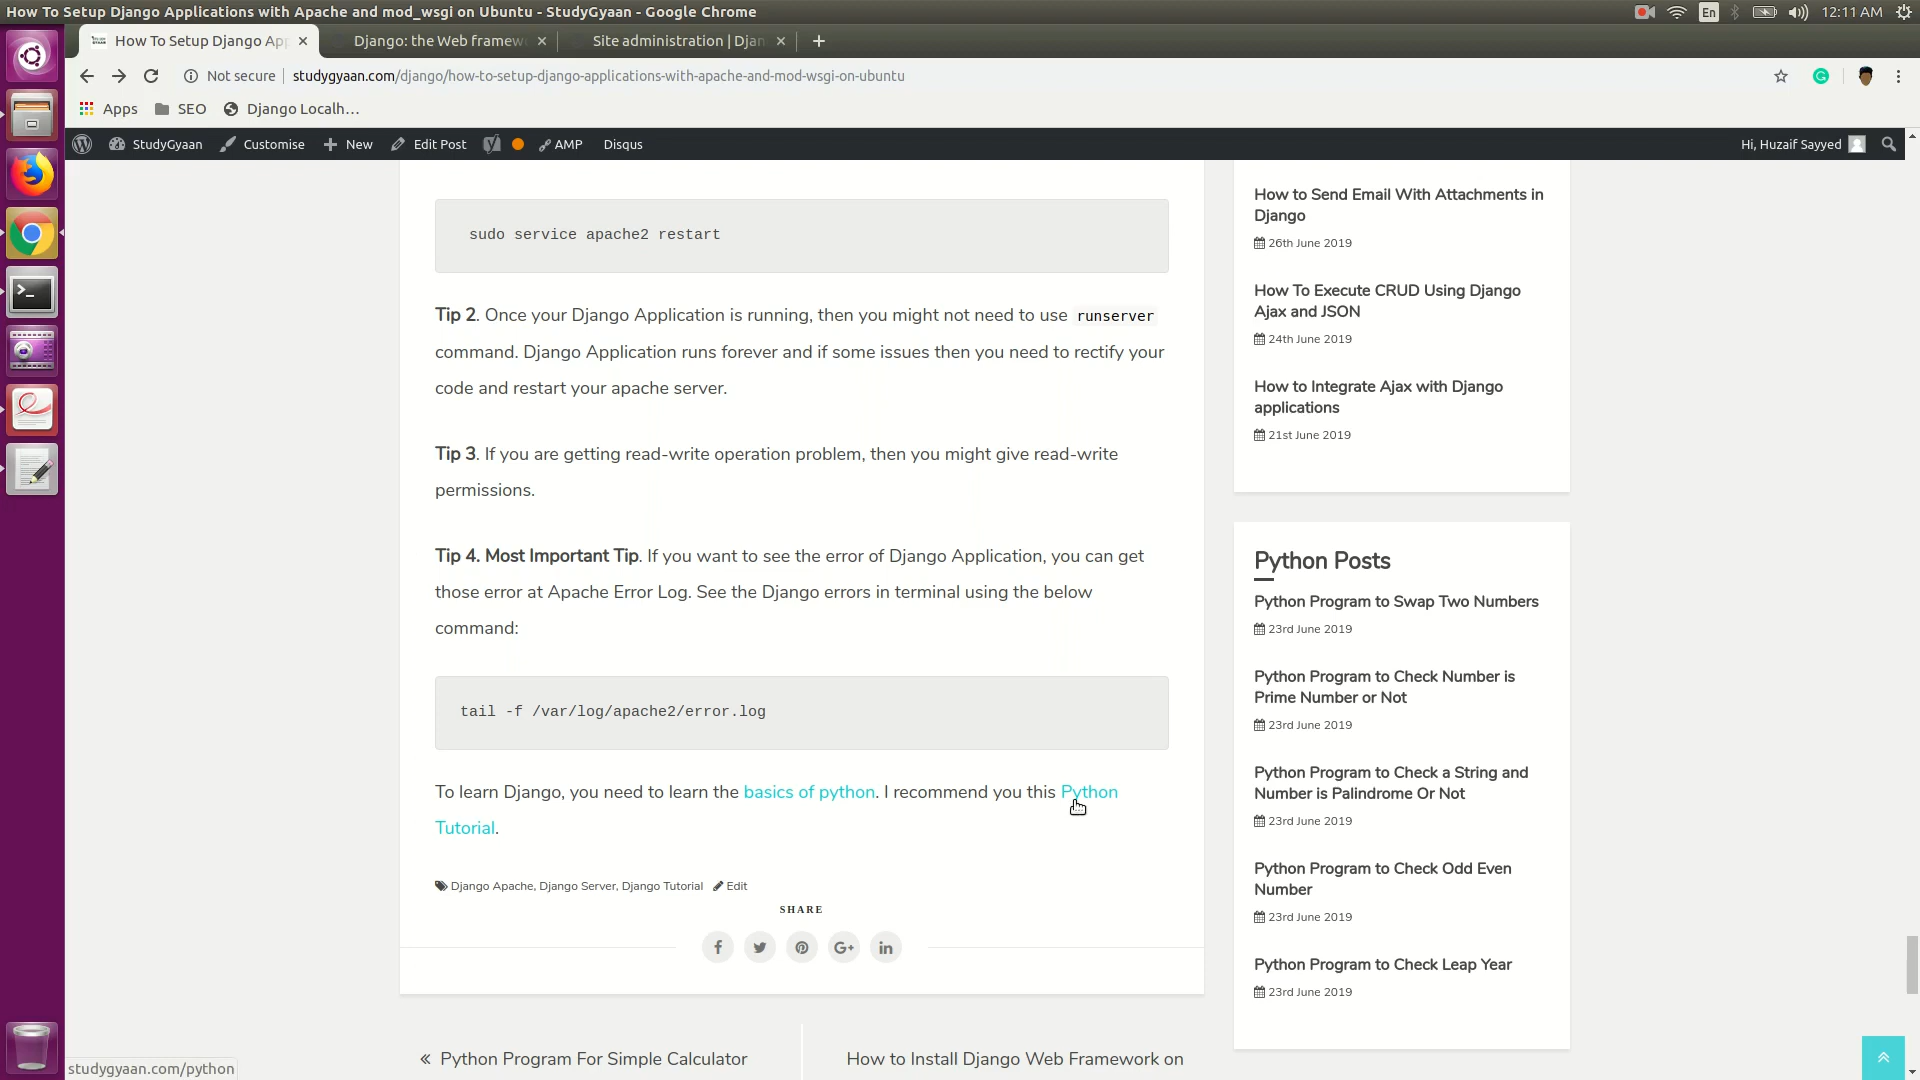 How To Setup Django Applications with Apache and mod_wsgi on Ubuntu - StudyGyaan - Google Chrome
En
12:11 AM
How To Setup Django App
Django: the Web framew
Site administration | Djan
Not secure
studygyaan.com/django/how-to-setup-django-applications-with-apache-and-mod-wsgi-on-ubuntu
Apps
SEO
Django Localh...
StudyGyaan
Customise
New
Edit Post
AMP
Disqus
Hi, Huzaif Sayyed
sudo service apache2 restart
Tip 2. Once your Django Application is running, then you might not need to use runserver
command. Django Application runs forever and if some issues then you need to rectify your
code and restart your apache server.
Tip 3. If you are getting read-write operation problem, then you might give read-write
permissions.
Tip 4. Most Important Tip. If you want to see the error of Django Application, you can get
those error at Apache Error Log. See the Django errors in terminal using the below
command:
tail -f /var/log/apache2/error.log
To learn Django, you need to learn the basics of python. I recommend you this Python
Tutorial.
Django Apache, Django Server, Django Tutorial Edit
SHARE
« Python Program For Simple Calculator
How to Install Django Web Framework on
How to Send Email With Attachments in
Django
26th June 2019
How To Execute CRUD Using Django
Ajax and JSON
24th June 2019
How to Integrate Ajax with Django
applications
21st June 2019
Python Posts
Python Program to Swap Two Numbers
23rd June 2019
Python Program to Check Number is
Prime Number or Not
23rd June 2019
Python Program to Check a String and
Number is Palindrome Or Not
23rd June 2019
Python Program to Check Odd Even
Number
23rd June 2019
Python Program to Check Leap Year
23rd June 2019
studygyaan.com/python